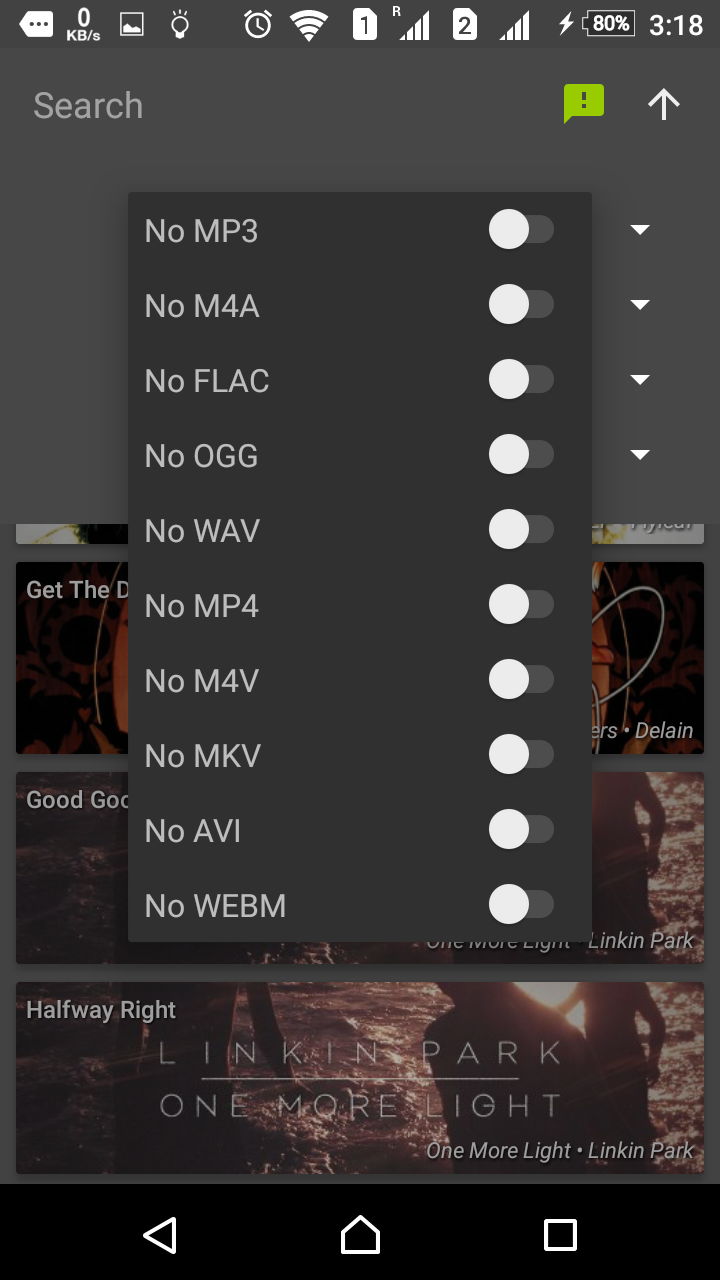 0
KB/s
1
R
2
80%
3:18
Search
No MP3
No M4A
No FLAC
No OGG
No WAV
No MP4
No M4V
No MKV
No AVI
No WEBM
Get The D
ers • Delain
Good Goo
One More Light • Linkin Park
Halfway Right
LINKIN PARK
ONE MORE LIGHT
One More Light • Linkin Park